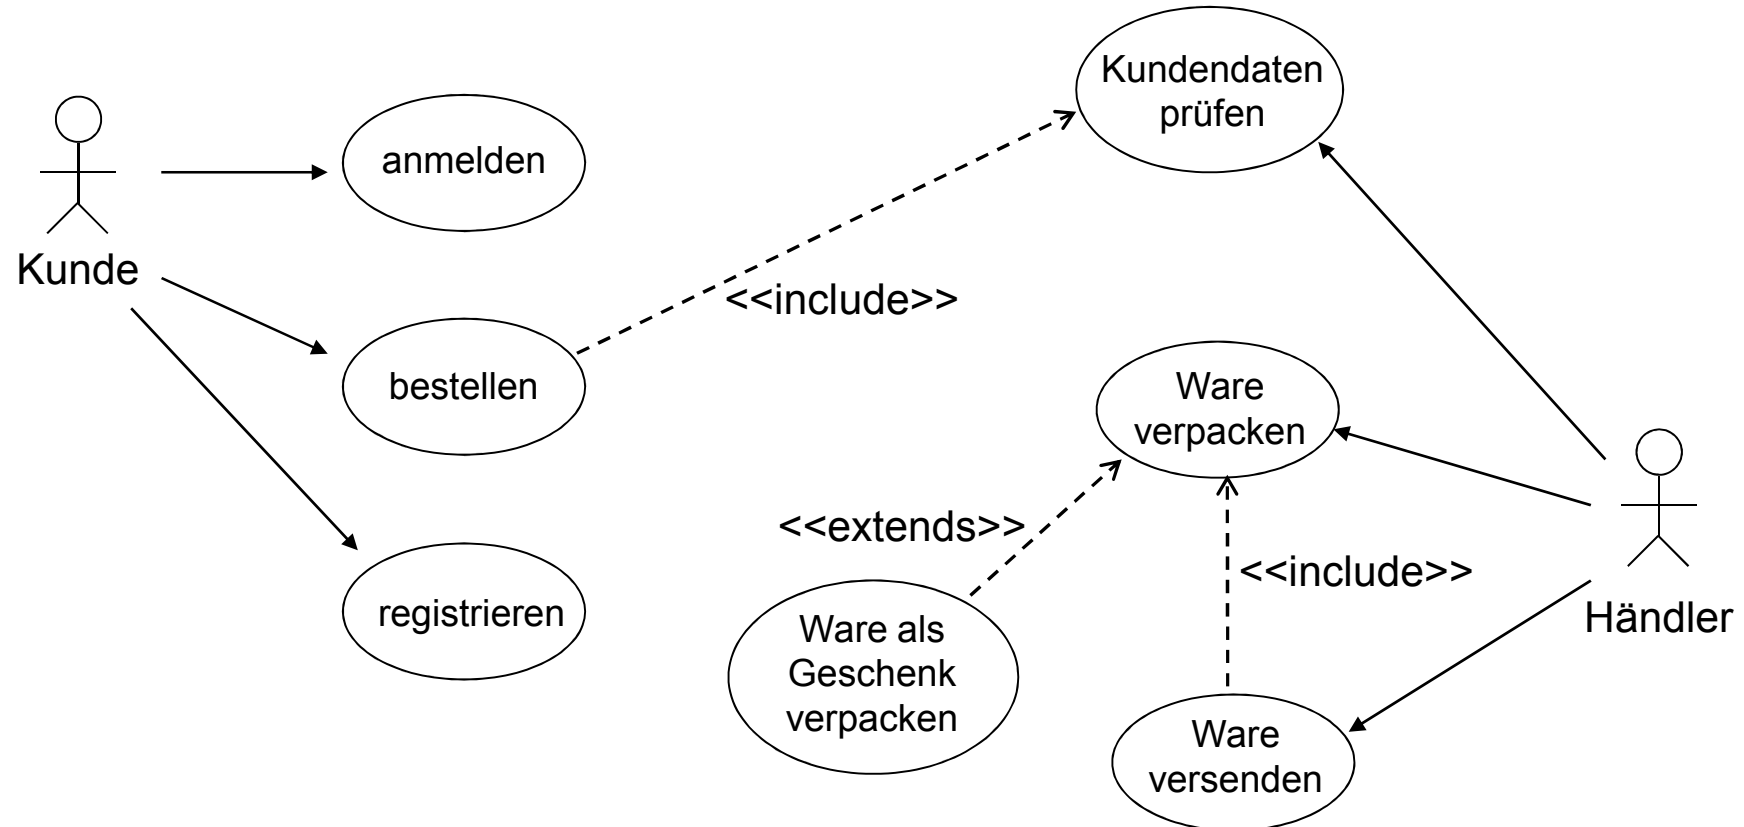 Kundendaten
prüfen
anmelden
Kunde
<<include>>
bestellen
Ware
verpacken
<<extends>>
<<include>>
registrieren
Händler
Ware als
Geschenk
verpacken
Ware
versenden